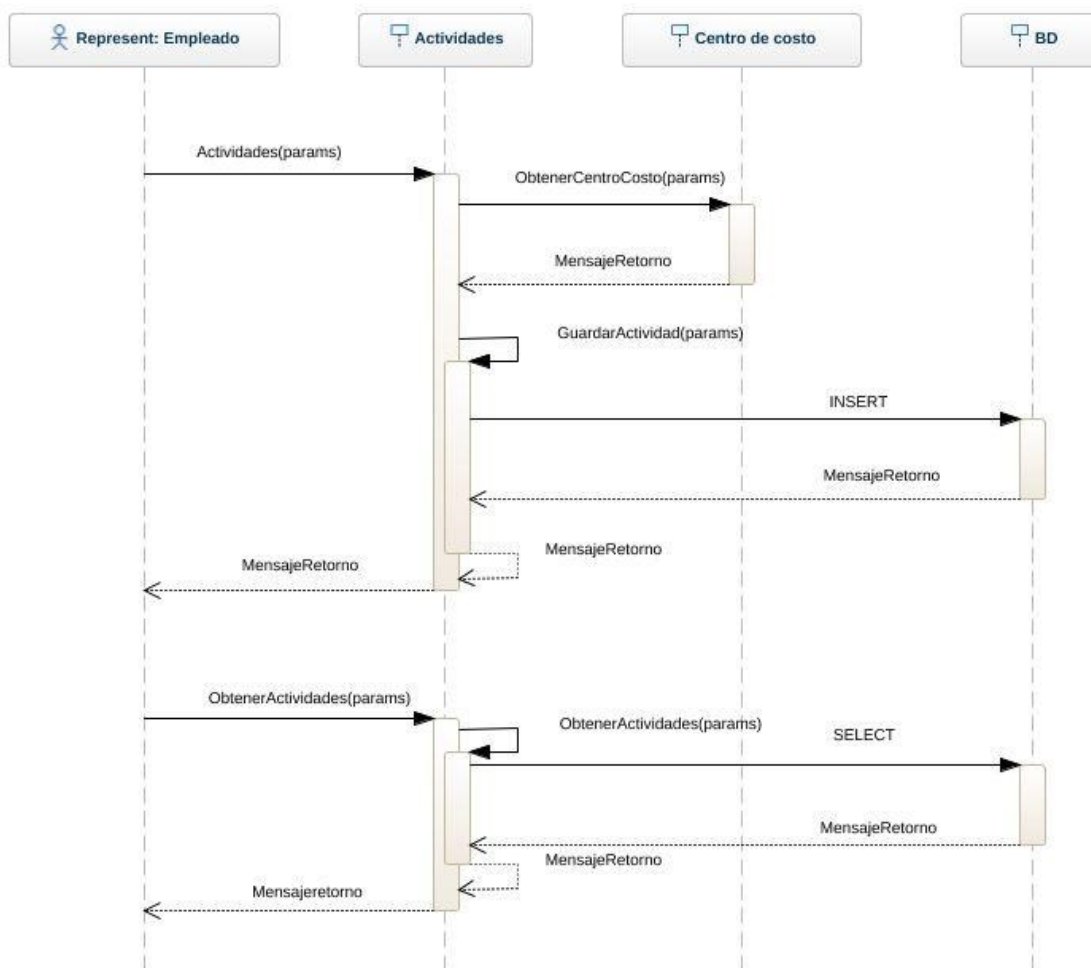 Represent: Empleado
Actividades
Centro de costo
BD
Actividades(params)
ObtenerCentroCosto(params)
MensajeRetorno
GuardarActividad(params)
INSERT
MensajeRetorno
MensajeRetorno
MensajeRetorno
ObtenerActividades(params)
ObtenerActividades(params)
SELECT
MensajeRetorno
MensajeRetorno
Mensajeretorno